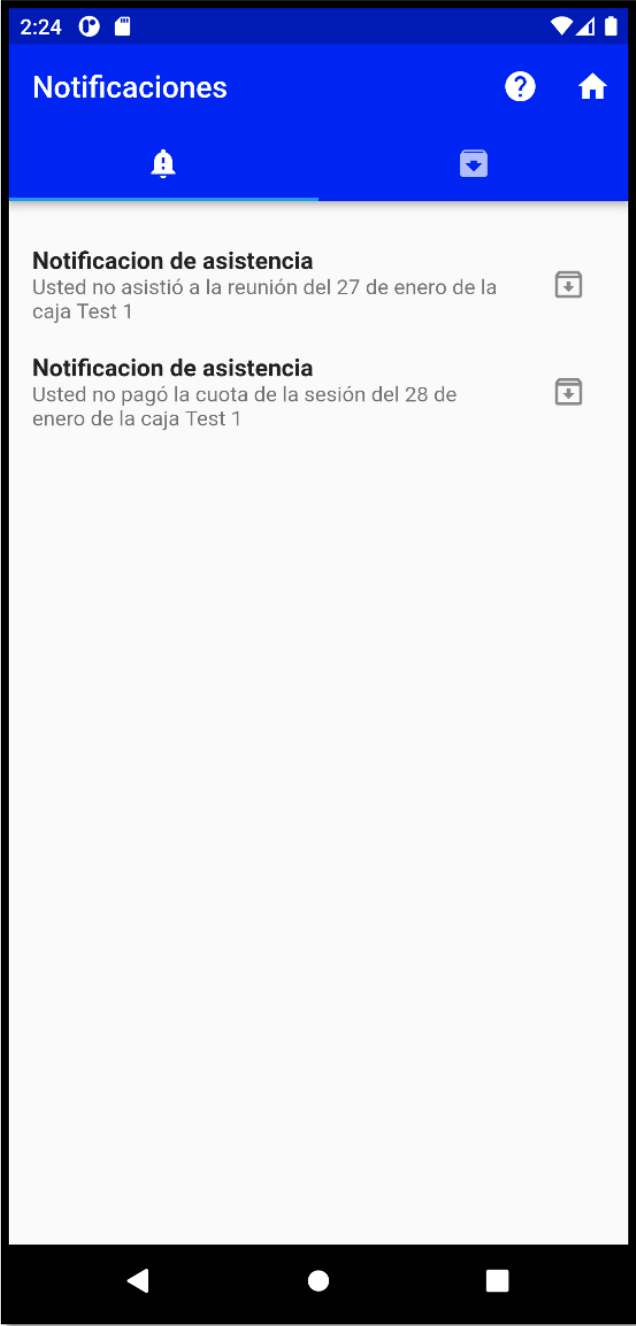 2:24
Notificaciones
Notificacion de asistencia
Usted no asistió a la reunión del 27 de enero de la
caja Test 1
Notificacion de asistencia
Usted no pagó la cuota de la sesión del 28 de
enero de la caja Test 1